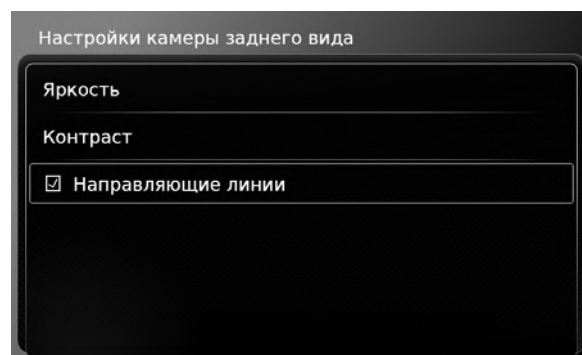 Настройки камеры заднего вида
Яркость
Контраст
Направляющие линии